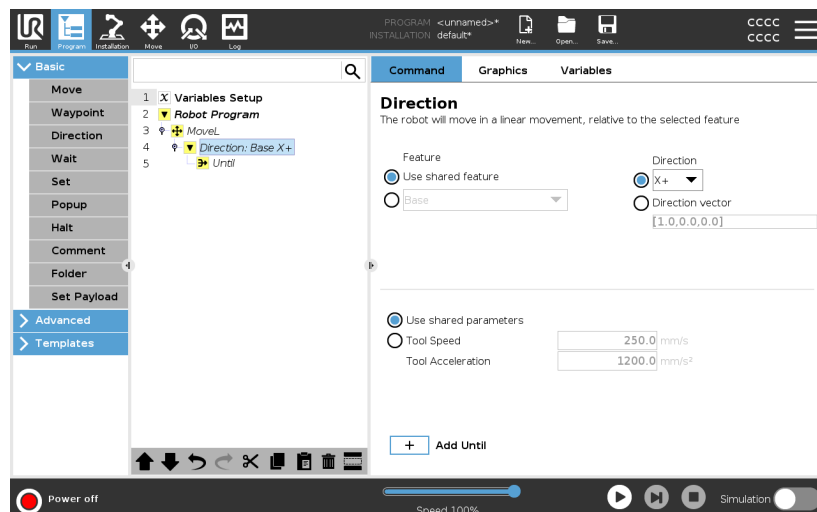 PROGRAM <unnamed>*
INSTALLATION default*
CCCC
CCCC
Run Program Installation Move I/O Log New... Open... Save...
Basic
Move
Waypoint
Direction
Wait
Set
Popup
Halt
Comment
Folder
Set Payload
Advanced
Templates
1 X Variables Setup
2 Robot Program
3 MoveL
4 Direction: Base X+
5 Until
Command Graphics Variables
Direction
The robot will move in a linear movement, relative to the selected feature
Feature
Use shared feature
Base
Direction
X+
Direction vector
[1.0,0.0,0.0]
Use shared parameters
Tool Speed 250.0 mm/s
Tool Acceleration 1200.0 mm/s²
+ Add Until
Power off
Speed 100%
Simulation